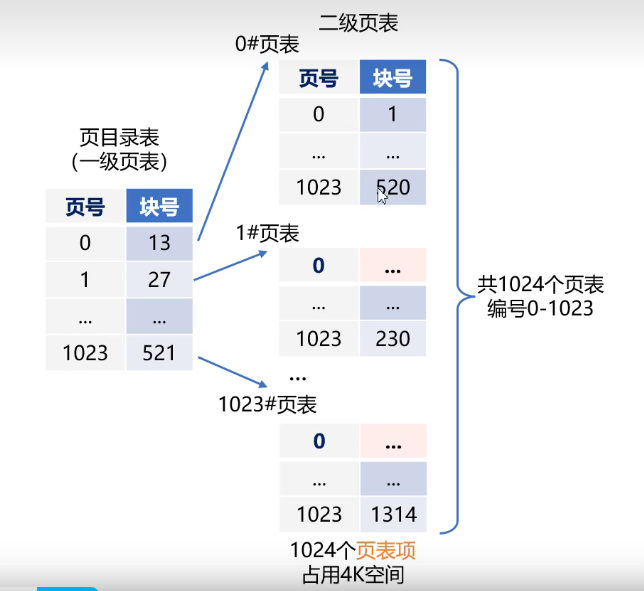 二级页表
0#页表
页号 块号
0 1
... ...
1023 520
页目录表
(一级页表)
页号 块号
0 13
1 27
... ...
1023 521
1#页表
0 ...
... ...
1023 230
...
1023#页表
0 ...
... ...
1023 1314
共1024个页表
编号0-1023
1024个页表项
占用4K空间